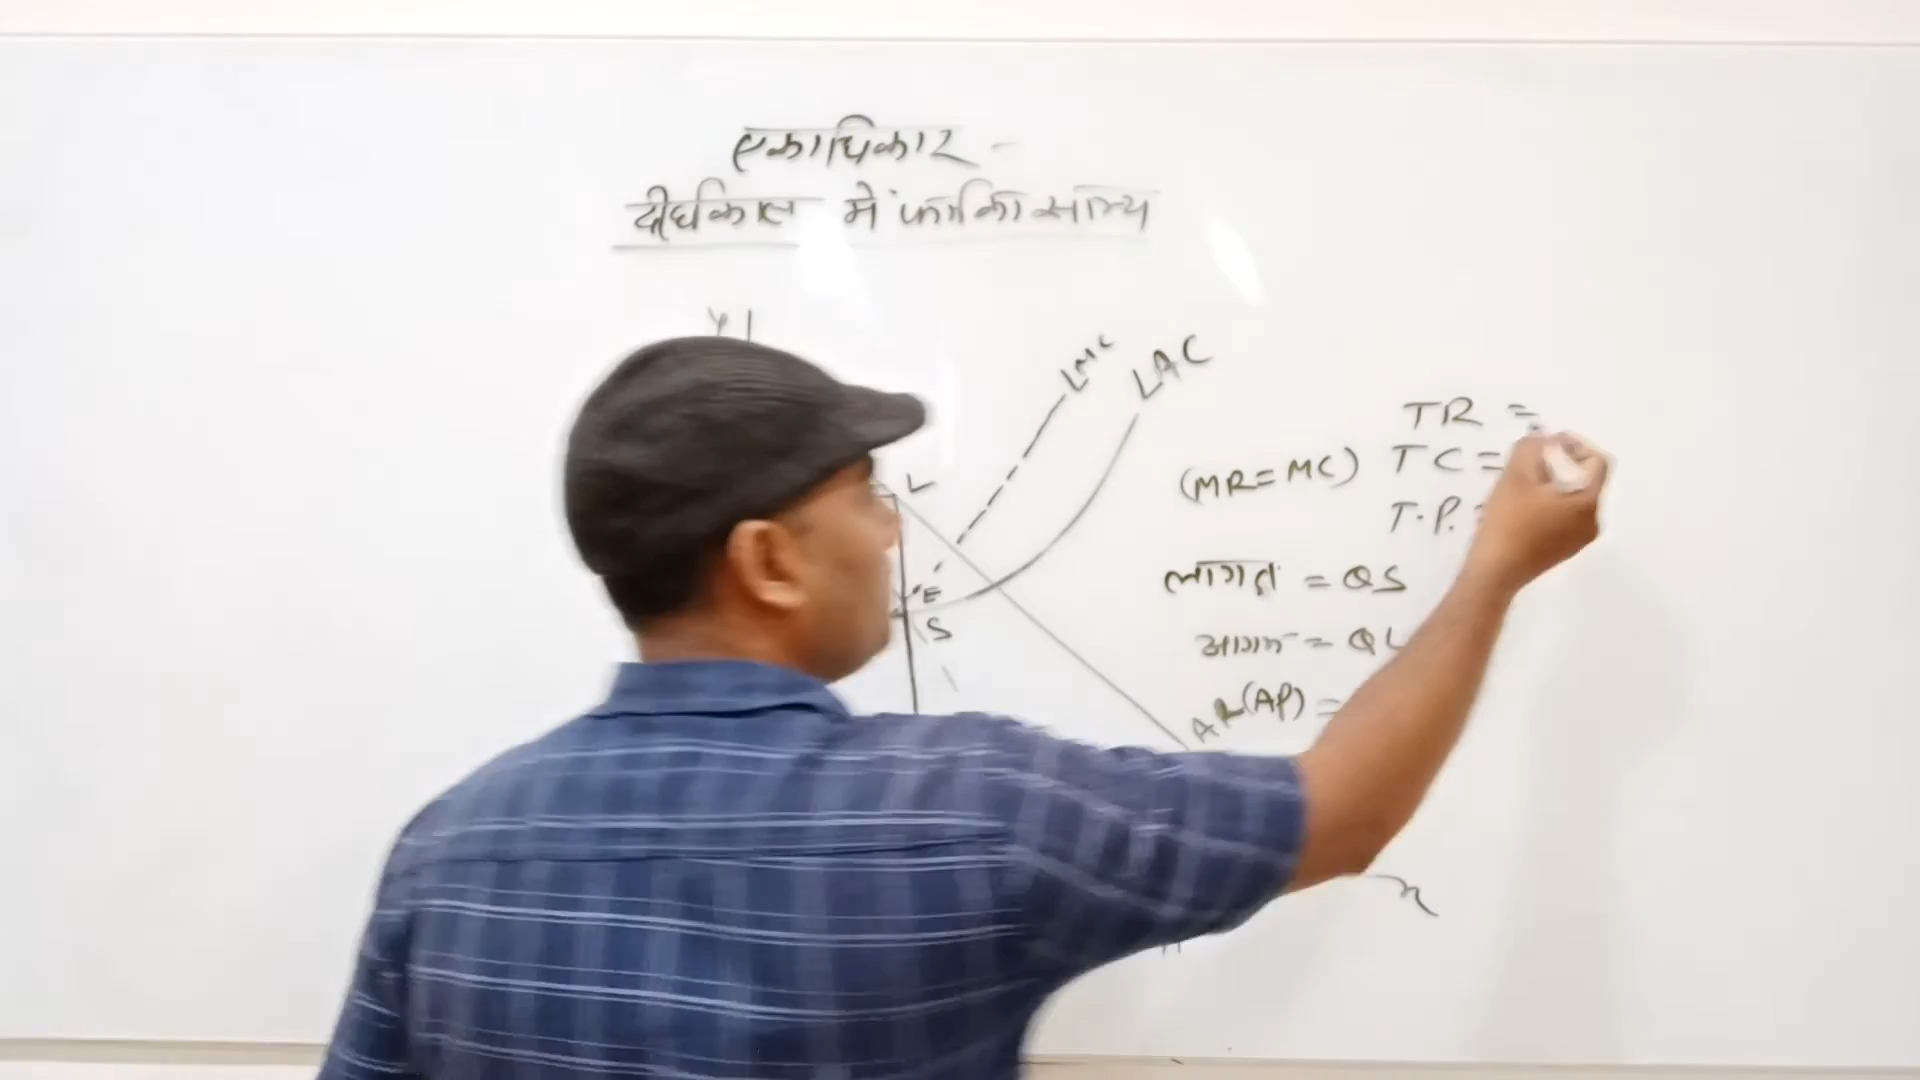 एकाधिकार -
दीर्घकाल में फर्म का साम्य
Y
LMC
LAC
L
E
S
TR =
(MR=MC) TC =
T.P. =
लागत = QS
आगम = QL
AR(AP) =
x